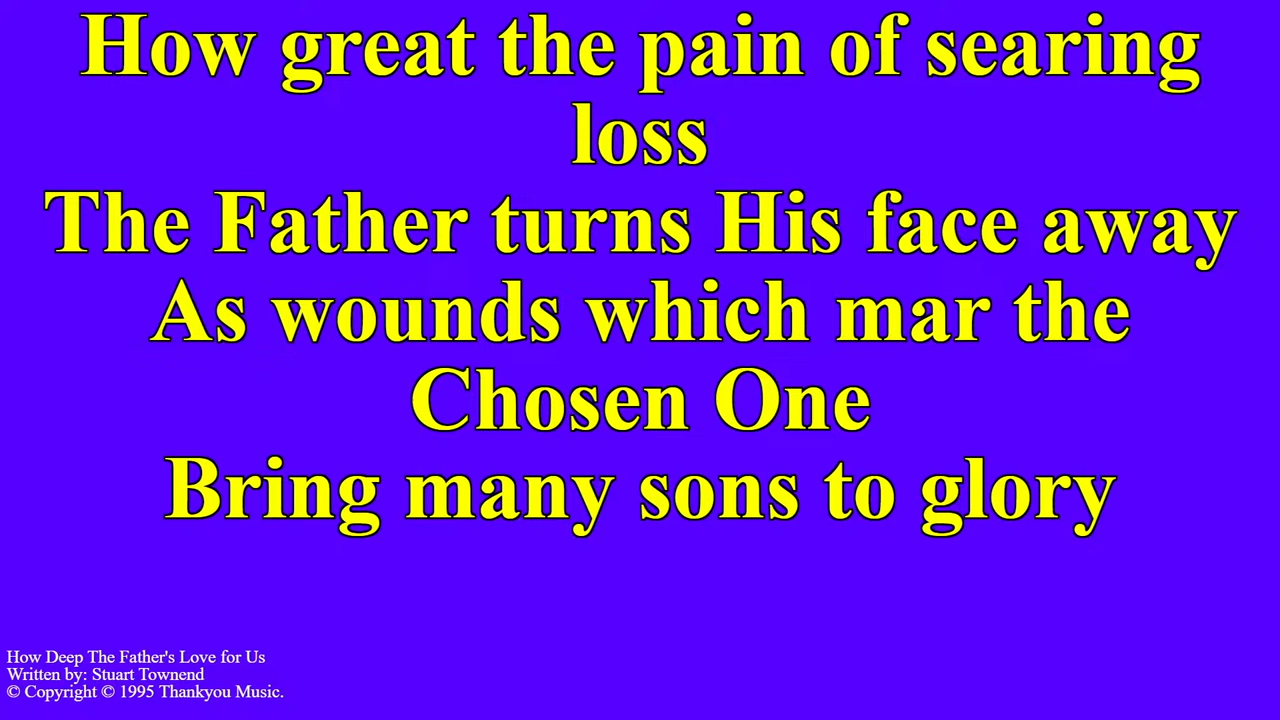 How great the pain of searing
loss
The Father turns His face away
As wounds which mar the
Chosen One
Bring many sons to glory
How Deep The Father's Love for Us
Written by: Stuart Townend
© Copyright © 1995 Thankyou Music.